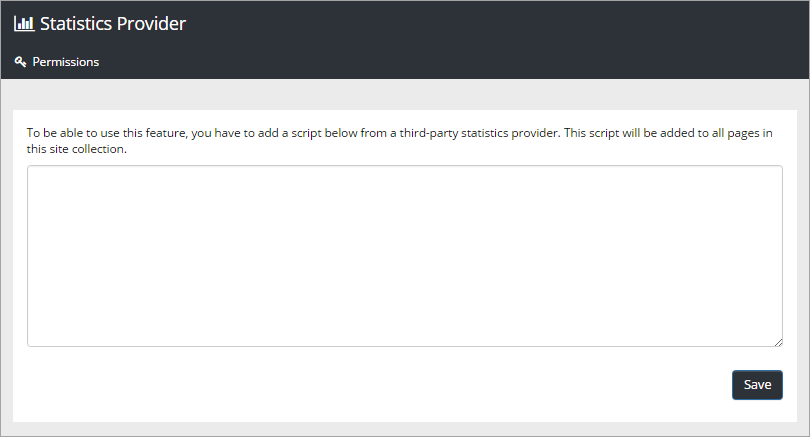 Statistics Provider
Permissions
To be able to use this feature, you have to add a script below from a third-party statistics provider. This script will be added to all pages in
this site collection.
Save